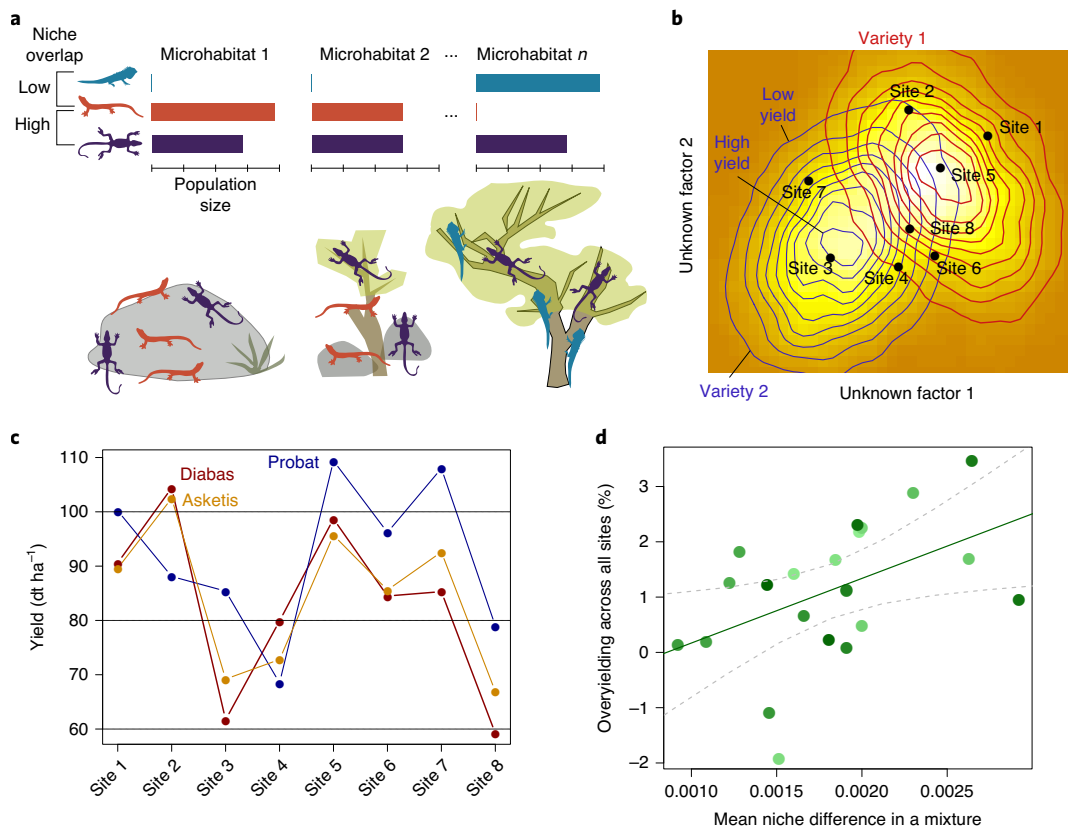 a
Niche
overlap
Low
High
Microhabitat 1
Microhabitat 2
...
Microhabitat n
...
Population
size
b
Variety 1
Low
yield
High
yield
Site 2
Site 1
Site 5
Site 7
Site 8
Site 3
Site 4
Site 6
Variety 2
Unknown factor 2
Unknown factor 1
c
110
100
90
80
70
60
Yield (dt ha⁻¹)
Diabas
Asketis
Probat
Site 1
Site 2
Site 3
Site 4
Site 5
Site 6
Site 7
Site 8
d
3
2
1
0
–1
–2
Overyielding across all sites (%)
0.0010
0.0015
0.0020
0.0025
Mean niche difference in a mixture